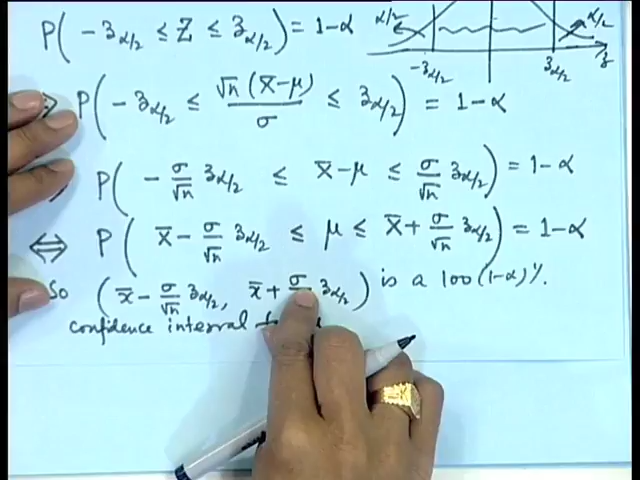 P( -z_{α/2} ≤ Z ≤ z_{α/2} ) = 1-α
α/2 α/2
-z_{α/2} z_{α/2} z
⇒ P( -z_{α/2} ≤ √n (X̄-μ)/σ ≤ z_{α/2} ) = 1-α
P( -σ/√n z_{α/2} ≤ X̄-μ ≤ σ/√n z_{α/2} ) = 1-α
⇔ P( X̄ - σ/√n z_{α/2} ≤ μ ≤ X̄ + σ/√n z_{α/2} ) = 1-α
So ( x̄ - σ/√n z_{α/2}, x̄ + σ z_{α/2} ) is a 100(1-α)%.
confidence interval